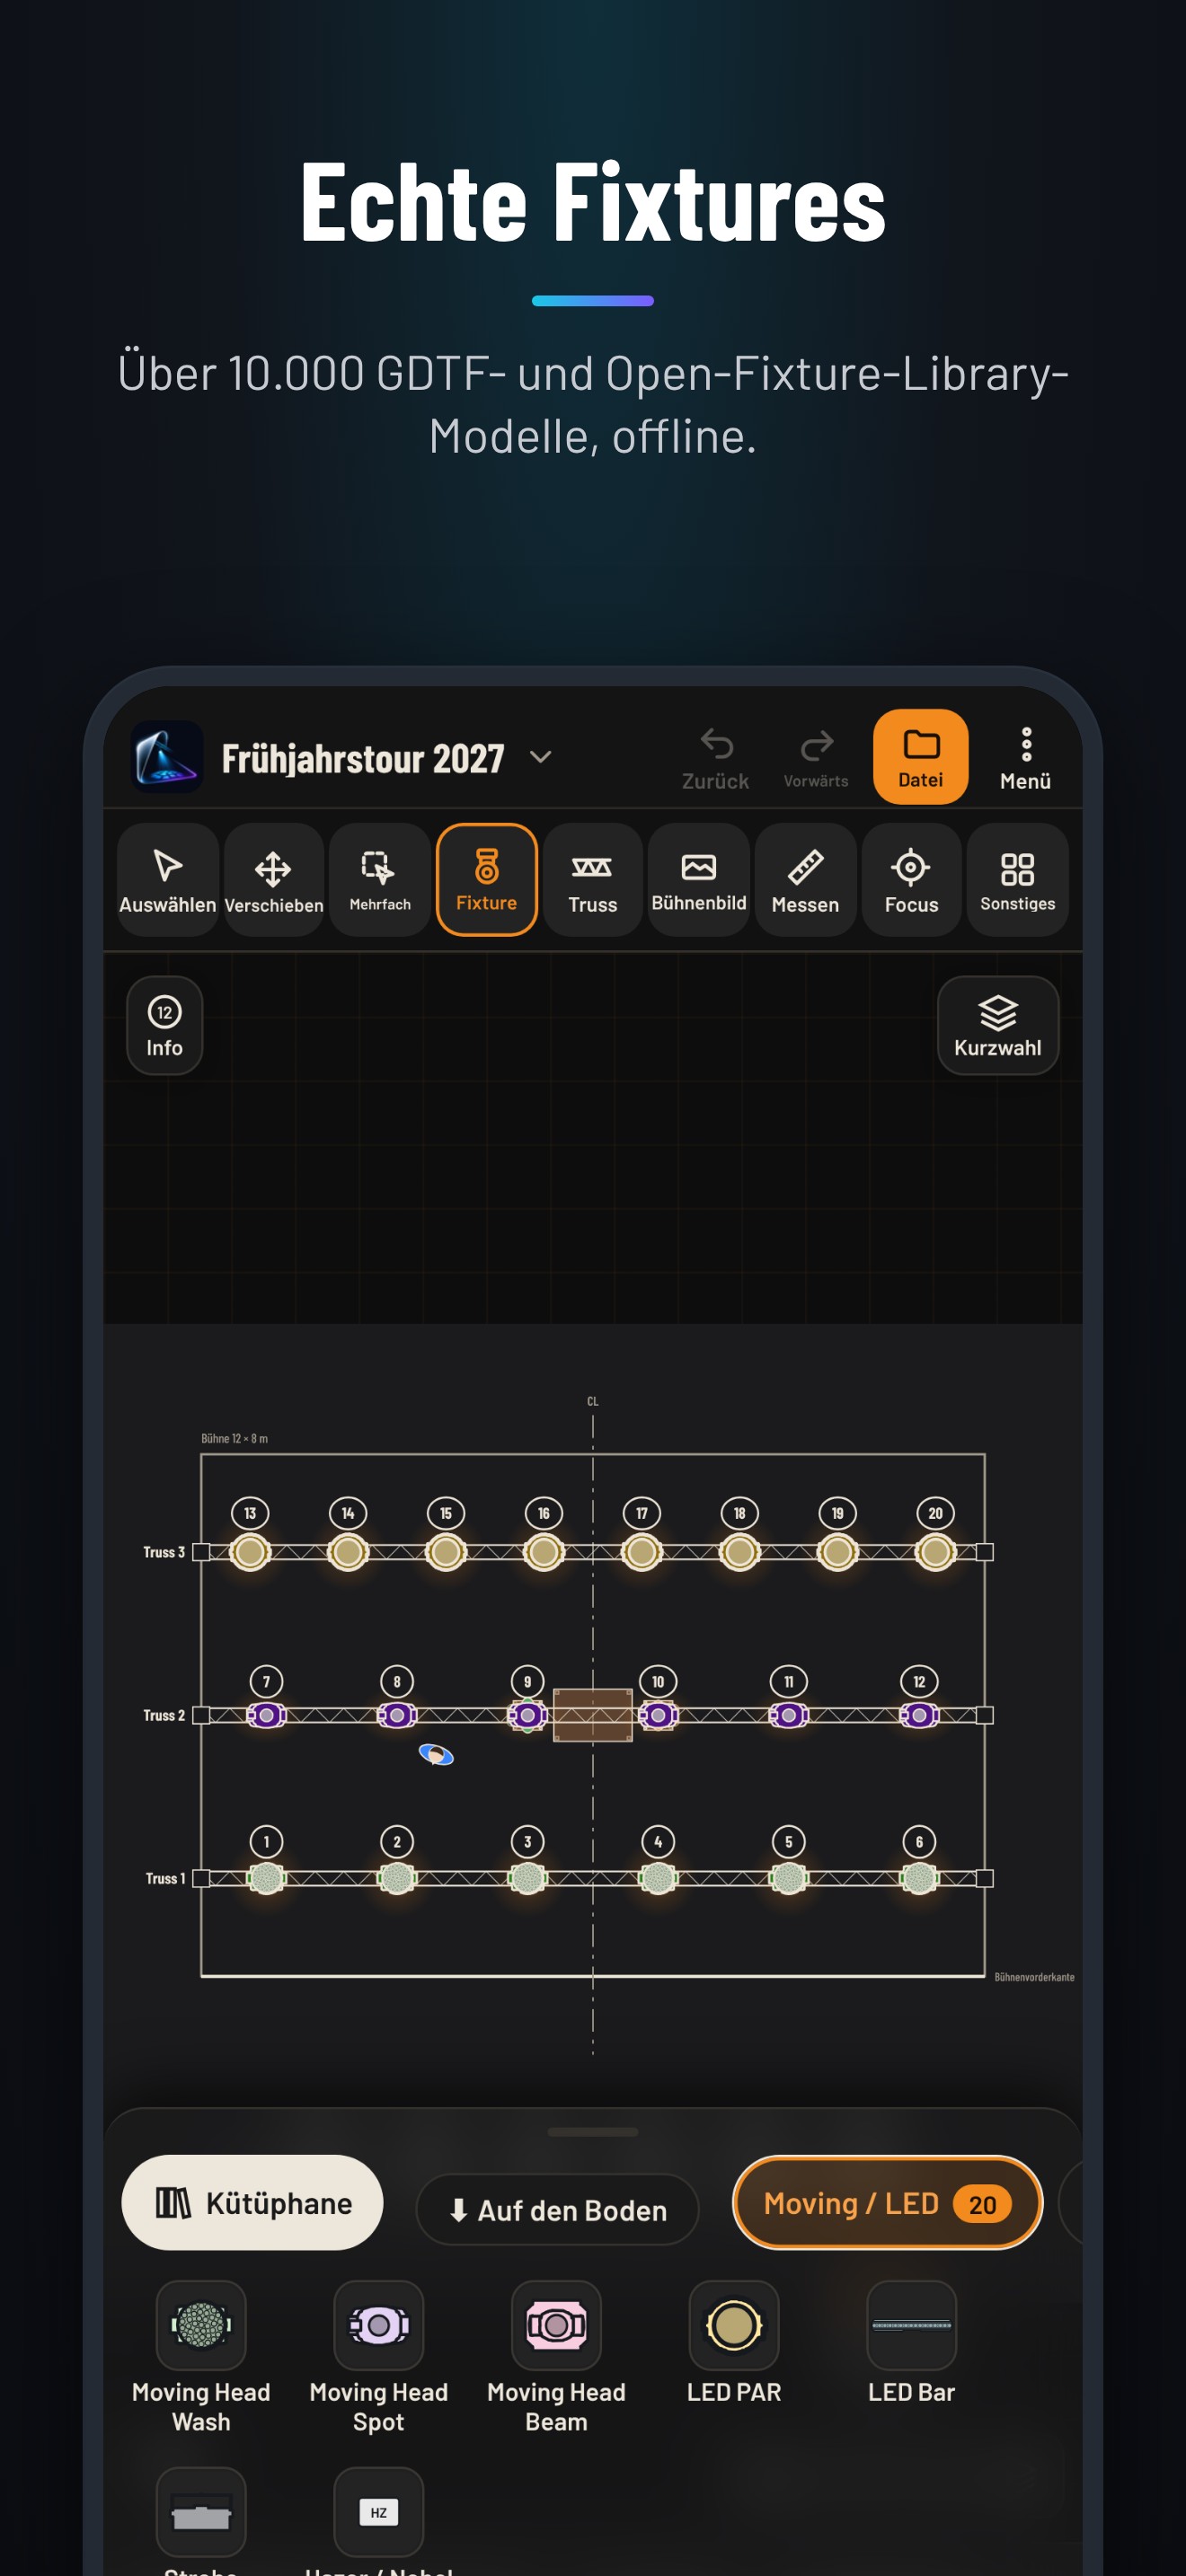 Echte Fixtures
Über 10.000 GDTF- und Open-Fixture-Library-
Modelle, offline.
Frühjahrstour 2027
Zurück
Vorwärts
Datei
Menü
Auswählen
Verschieben
Mehrfach
Fixture
Truss
Bühnenbild
Messen
Focus
Sonstiges
12
Info
Kurzwahl
CL
Bühne 12 × 8 m
13 14 15 16 17 18 19 20
Truss 3
7 8 9 10 11 12
Truss 2
1 2 3 4 5 6
Truss 1
Bühnenvorderkante
Kütüphane
⬇ Auf den Boden
Moving / LED 20
Moving Head
Wash
Moving Head
Spot
Moving Head
Beam
LED PAR
LED Bar
HZ
Strobe
Hazer / Nebel